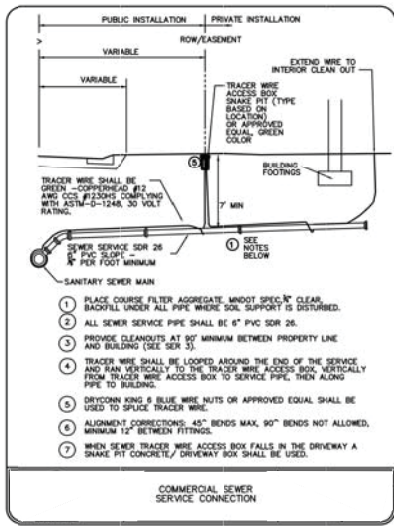 PUBLIC INSTALLATION
PRIVATE INSTALLATION
ROW/EASEMENT
VARIABLE
EXTEND WIRE TO
INTERIOR CLEAN OUT
VARIABLE
TRACER WIRE
ACCESS BOX
SNAKE PIT (TYPE
BASED ON
LOCATION)
OR APPROVED
EQUAL, GREEN
COLOR
5
BUILDING
FOOTINGS
TRACER WIRE SHALL BE
GREEN -COPPERHEAD #12
AWG CCS #1230HS COMPLYING
WITH ASTM-D-1248, 30 VOLT
RATING.
7' MIN
SEWER SERVICE SDR 26
6" PVC SLOPE -
PER FOOT MINIMUM
1 SEE
NOTES
BELOW
SANITARY SEWER MAIN
1 PLACE COURSE FILTER AGGREGATE, MNDOT SPEC, CLEAR,
BACKFILL UNDER ALL PIPE WHERE SOIL SUPPORT IS DISTURBED.
2 ALL SEWER SERVICE PIPE SHALL BE 6" PVC SDR 26.
3 PROVIDE CLEANOUTS AT 90' MINIMUM BETWEEN PROPERTY LINE
AND BUILDING (SEE SER 3).
4 TRACER WIRE SHALL BE LOOPED AROUND THE END OF THE SERVICE
AND RAN VERTICALLY TO THE TRACER WIRE ACCESS BOX, VERTICALLY
FROM TRACER WIRE ACCESS BOX TO SERVICE PIPE, THEN ALONG
PIPE TO BUILDING.
5 DRYCONN KING 6 BLUE WIRE NUTS OR APPROVED EQUAL SHALL BE
USED TO SPLICE TRACER WIRE.
6 ALIGNMENT CORRECTIONS: 45° BENDS MAX, 90° BENDS NOT ALLOWED,
MINIMUM 12" BETWEEN FITTINGS.
7 WHEN SEWER TRACER WIRE ACCESS BOX FALLS IN THE DRIVEWAY A
SNAKE PIT CONCRETE/ DRIVEWAY BOX SHALL BE USED.
COMMERCIAL SEWER
SERVICE CONNECTION